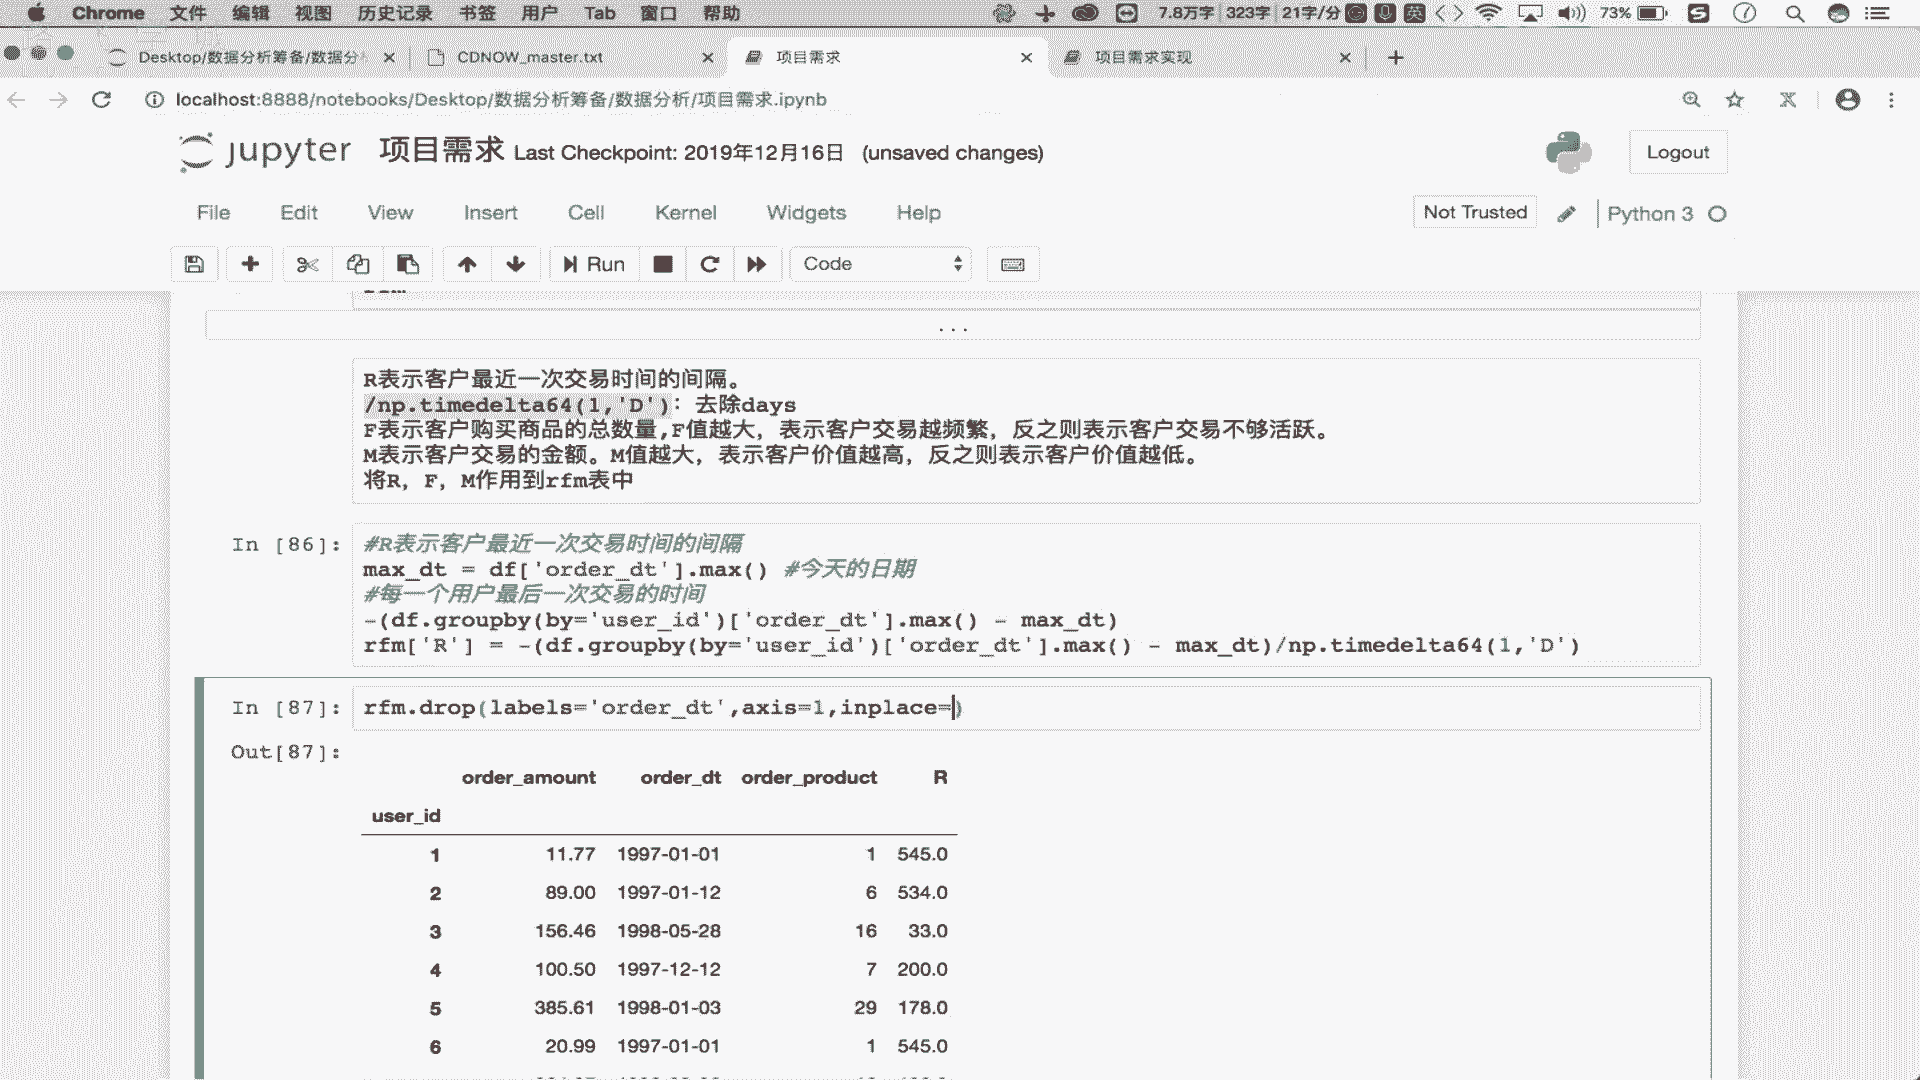 Chrome 文件 编辑 视图 历史记录 书签 用户 Tab 窗口 帮助 7.8万字 323字 21字/分 英 73%
Desktop/数据分析筹备/数据分 CDNOW_master.txt 项目需求 项目需求实现
localhost:8888/notebooks/Desktop/数据分析筹备/数据分析/项目需求.ipynb
jupyter 项目需求 Last Checkpoint: 2019年12月16日 (unsaved changes) Logout
File Edit View Insert Cell Kernel Widgets Help Not Trusted Python 3
Run Code
...
R表示客户最近一次交易时间的间隔。
/np.timedelta64(1,'D'): 去除days
F表示客户购买商品的总数量,F值越大，表示客户交易越频繁，反之则表示客户交易不够活跃。
M表示客户交易的金额。M值越大，表示客户价值越高，反之则表示客户价值越低。
将R，F，M作用到rfm表中
In [86]: #R表示客户最近一次交易时间的间隔
max_dt = df['order_dt'].max() #今天的日期
#每一个用户最后一次交易的时间
-(df.groupby(by='user_id')['order_dt'].max() - max_dt)
rfm['R'] = -(df.groupby(by='user_id')['order_dt'].max() - max_dt)/np.timedelta64(1,'D')
In [87]: rfm.drop(labels='order_dt',axis=1,inplace=)
Out[87]:
order_amount order_dt order_product R
user_id
1 11.77 1997-01-01 1 545.0
2 89.00 1997-01-12 6 534.0
3 156.46 1998-05-28 16 33.0
4 100.50 1997-12-12 7 200.0
5 385.61 1998-01-03 29 178.0
6 20.99 1997-01-01 1 545.0